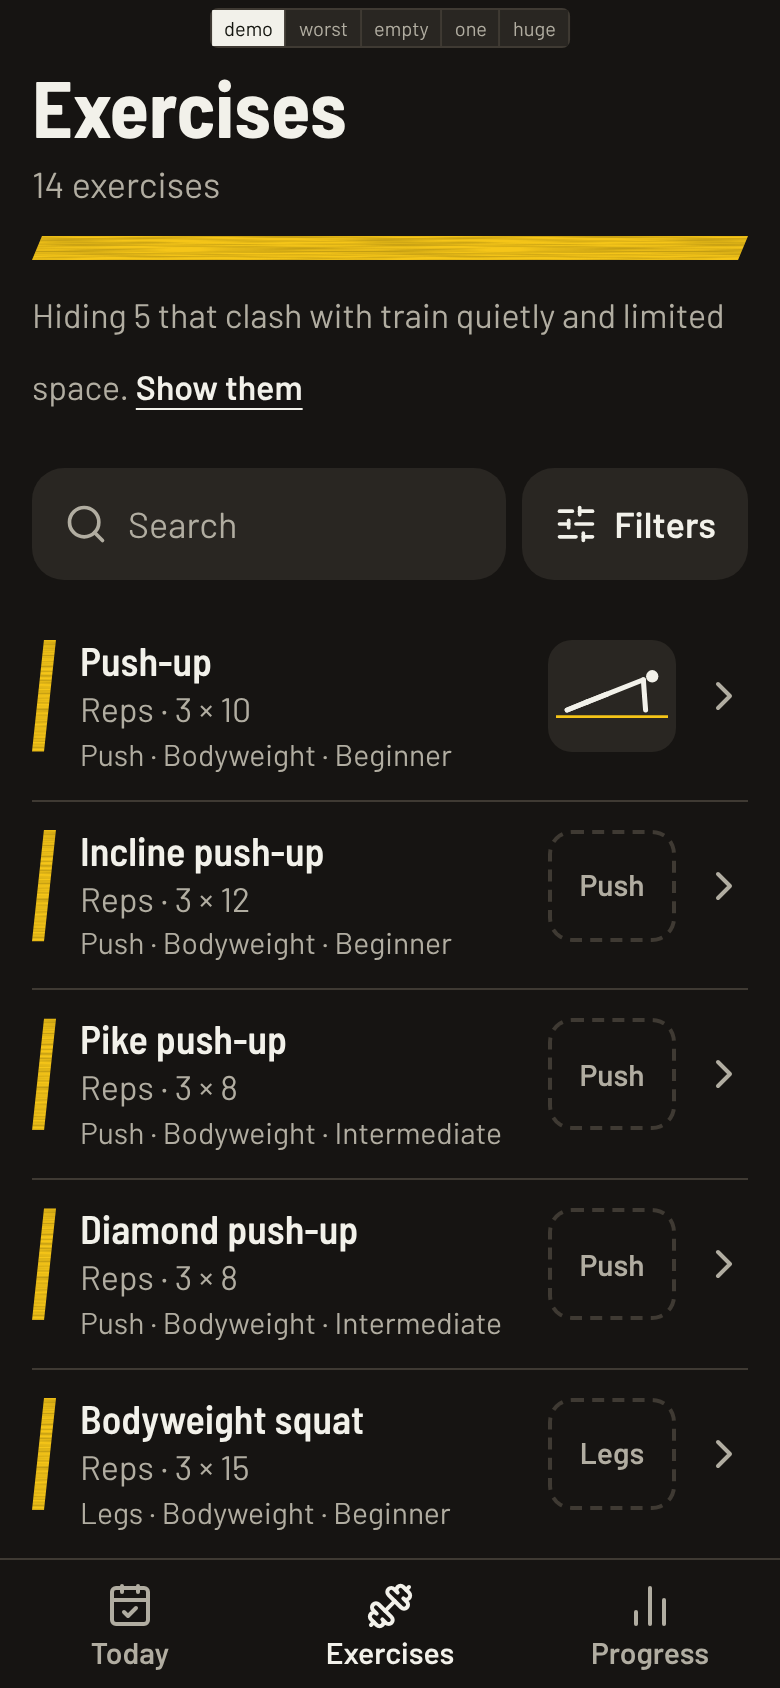 demo worst empty one huge
Exercises
14 exercises
Hiding 5 that clash with train quietly and limited
space. Show them
Search Filters
Push-up
Reps · 3 × 10
Push · Bodyweight · Beginner
Incline push-up
Reps · 3 × 12
Push · Bodyweight · Beginner
Push
Pike push-up
Reps · 3 × 8
Push · Bodyweight · Intermediate
Push
Diamond push-up
Reps · 3 × 8
Push · Bodyweight · Intermediate
Push
Bodyweight squat
Reps · 3 × 15
Legs · Bodyweight · Beginner
Legs
Today Exercises Progress